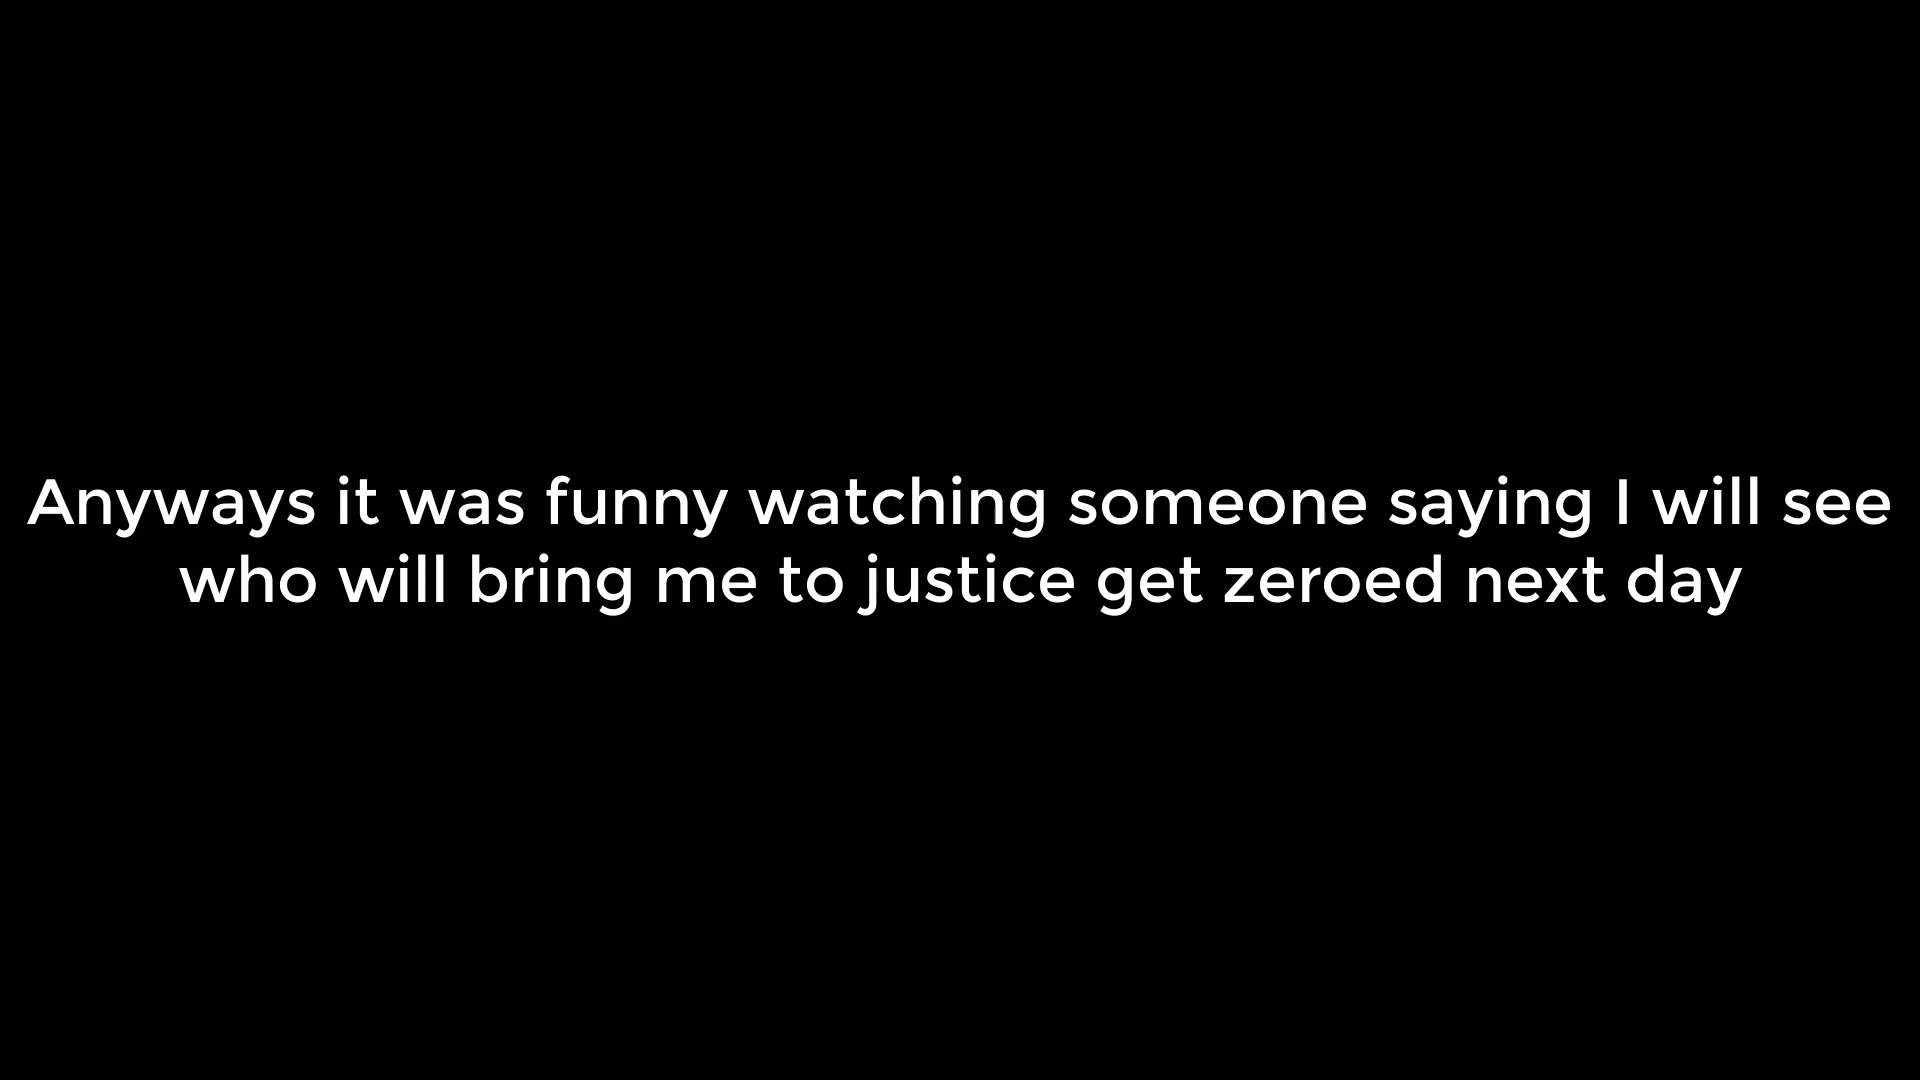 Anyways it was funny watching someone saying I will see
who will bring me to justice get zeroed next day